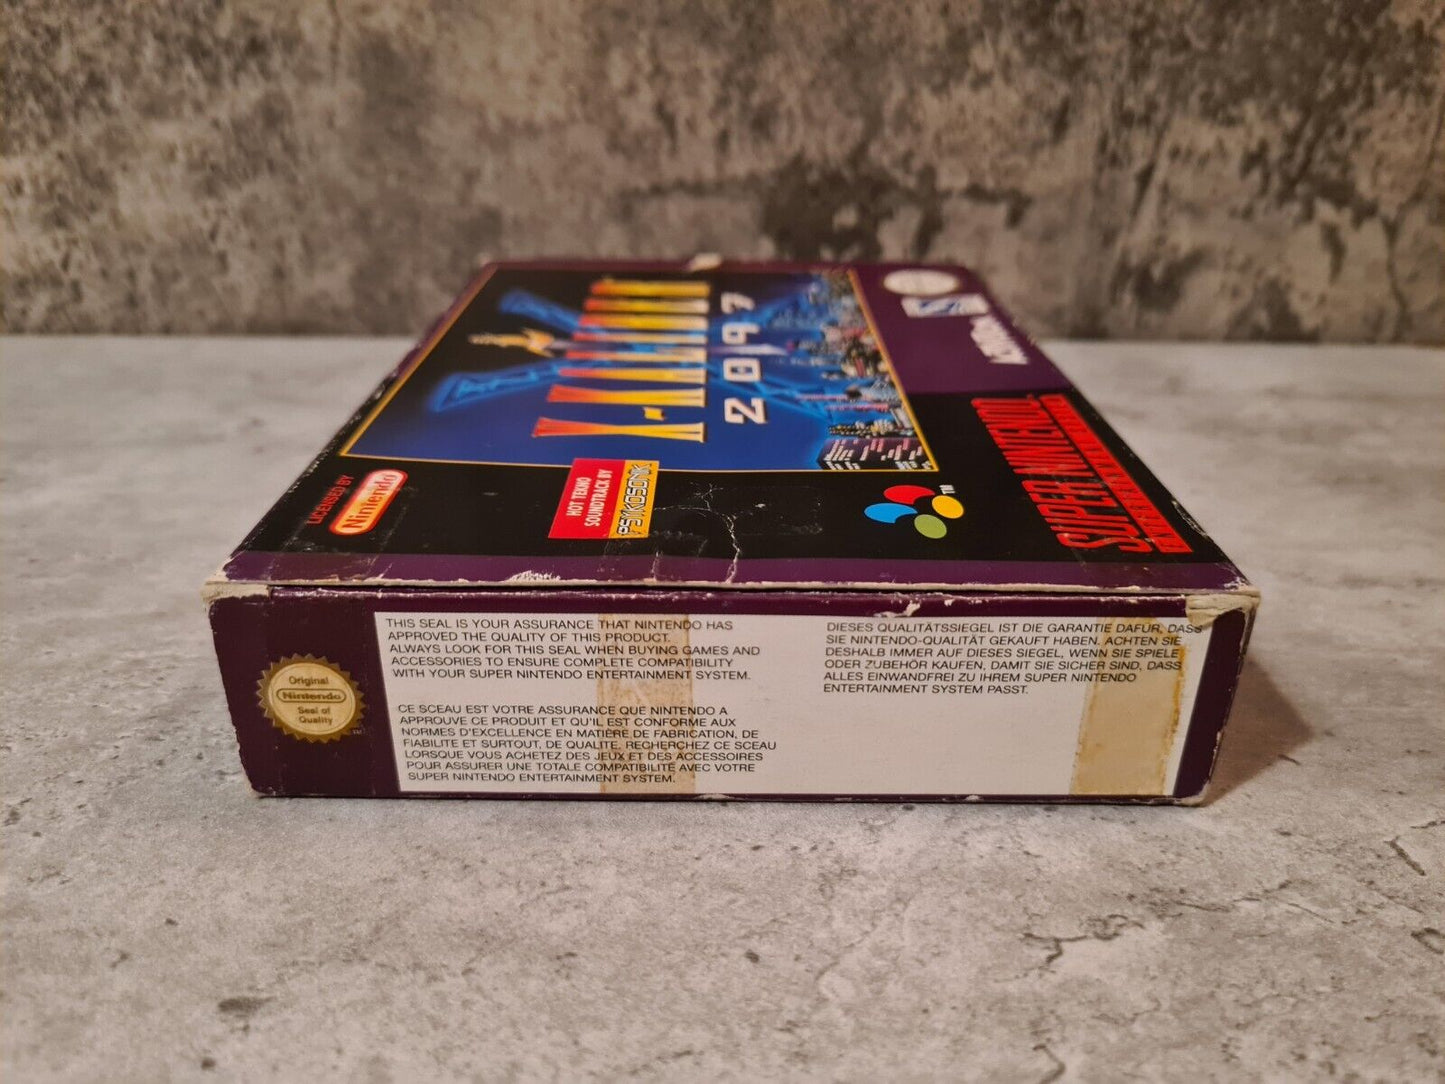 X-KALIBER
2097
ACTIVISION
LICENSED BY
Nintendo
HOT TEKNO
SOUNDTRACK BY
PSYKOSONIK
TM
SUPER NINTENDO
Original
Nintendo
Seal of
Quality
TM
THIS SEAL IS YOUR ASSURANCE THAT NINTENDO HAS
APPROVED THE QUALITY OF THIS PRODUCT.
ALWAYS LOOK FOR THIS SEAL WHEN BUYING GAMES AND
ACCESSORIES TO ENSURE COMPLETE COMPATIBILITY
WITH YOUR SUPER NINTENDO ENTERTAINMENT SYSTEM.
CE SCEAU EST VOTRE ASSURANCE QUE NINTENDO A
APPROUVE CE PRODUIT ET QU'IL EST CONFORME AUX
NORMES D'EXCELLENCE EN MATIÈRE DE FABRICATION, DE
FIABILITE ET SURTOUT, DE QUALITE. RECHERCHEZ CE SCEAU
LORSQUE VOUS ACHETEZ DES JEUX ET DES ACCESSOIRES
POUR ASSURER UNE TOTALE COMPATIBILITÉ AVEC VOTRE
SUPER NINTENDO ENTERTAINMENT SYSTEM.
DIESES QUALITÄTSSIEGEL IST DIE GARANTIE DAFÜR, DASS
SIE NINTENDO-QUALITÄT GEKAUFT HABEN. ACHTEN SIE
DESHALB IMMER AUF DIESES SIEGEL, WENN SIE SPIELE
ODER ZUBEHÖR KAUFEN, DAMIT SIE SICHER SIND, DASS
ALLES EINWANDFREI ZU IHREM SUPER NINTENDO
ENTERTAINMENT SYSTEM PASST.